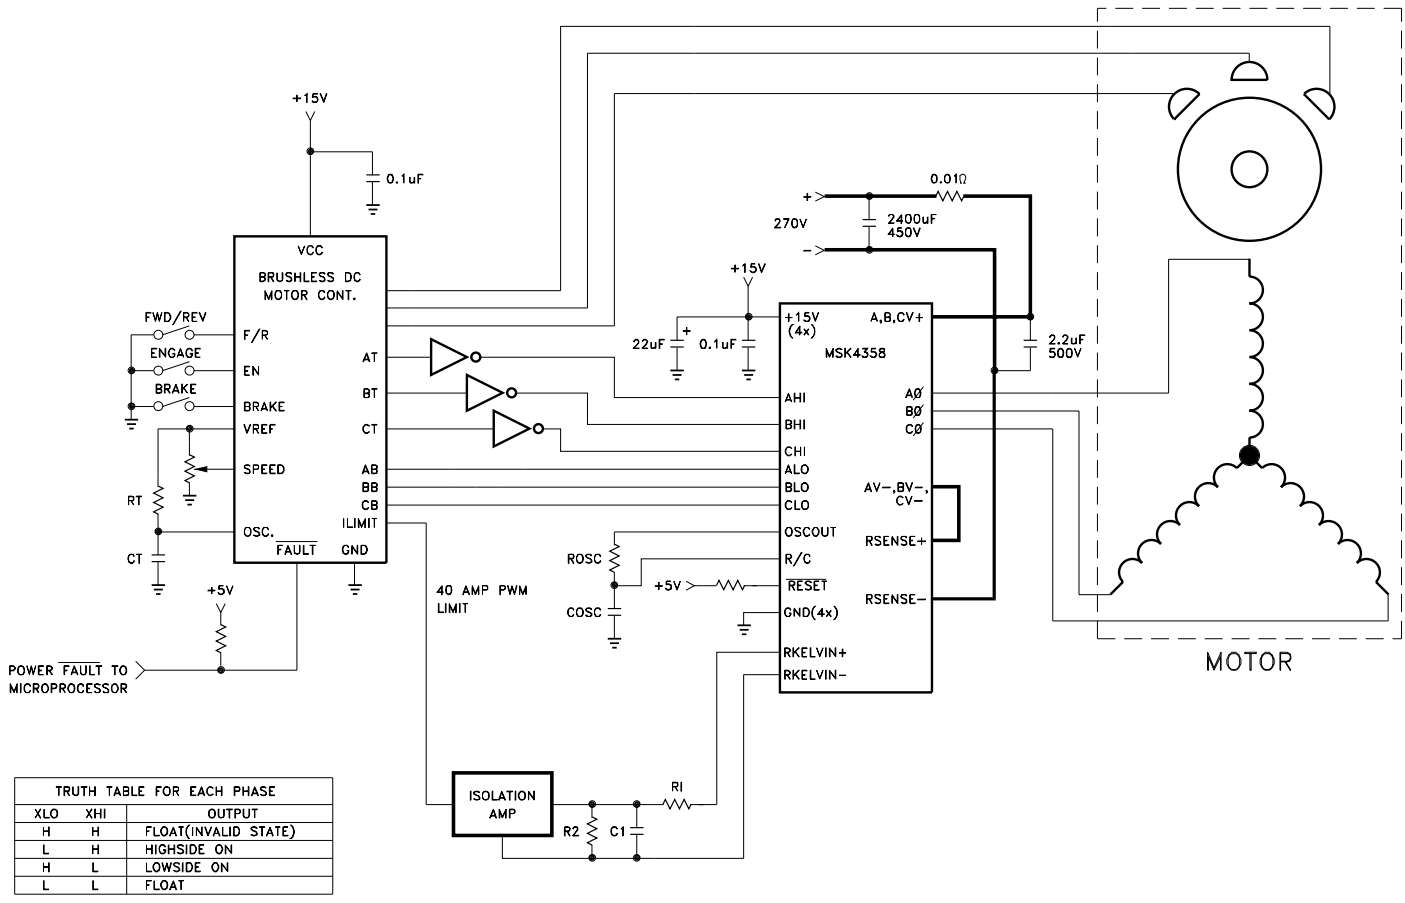 +15V
0.1uF
VCC
BRUSHLESS DC
MOTOR CONT.
FWD/REV
F/R
ENGAGE
EN
BRAKE
BRAKE
VREF
SPEED
RT
OSC.
CT
FAULT
GND
AT
BT
CT
AB
BB
CB
ILIMIT
+5V
POWER FAULT TO
MICROPROCESSOR
40 AMP PWM
LIMIT
0.01Ω
+
270V
-
2400uF
450V
+15V
+
22uF
0.1uF
+15V
(4x)
A,B,CV+
MSK4358
2.2uF
500V
AHI
BHI
CHI
ALO
BLO
CLO
OSCOUT
R/C
RESET
GND(4x)
RKELVIN+
RKELVIN-
AØ
BØ
CØ
AV-,BV-,
CV-
RSENSE+
RSENSE-
ROSC
COSC
+5V
MOTOR
ISOLATION
AMP
R1
R2
C1
TRUTH TABLE FOR EACH PHASE
XLO XHI OUTPUT
H H FLOAT(INVALID STATE)
L H HIGHSIDE ON
H L LOWSIDE ON
L L FLOAT